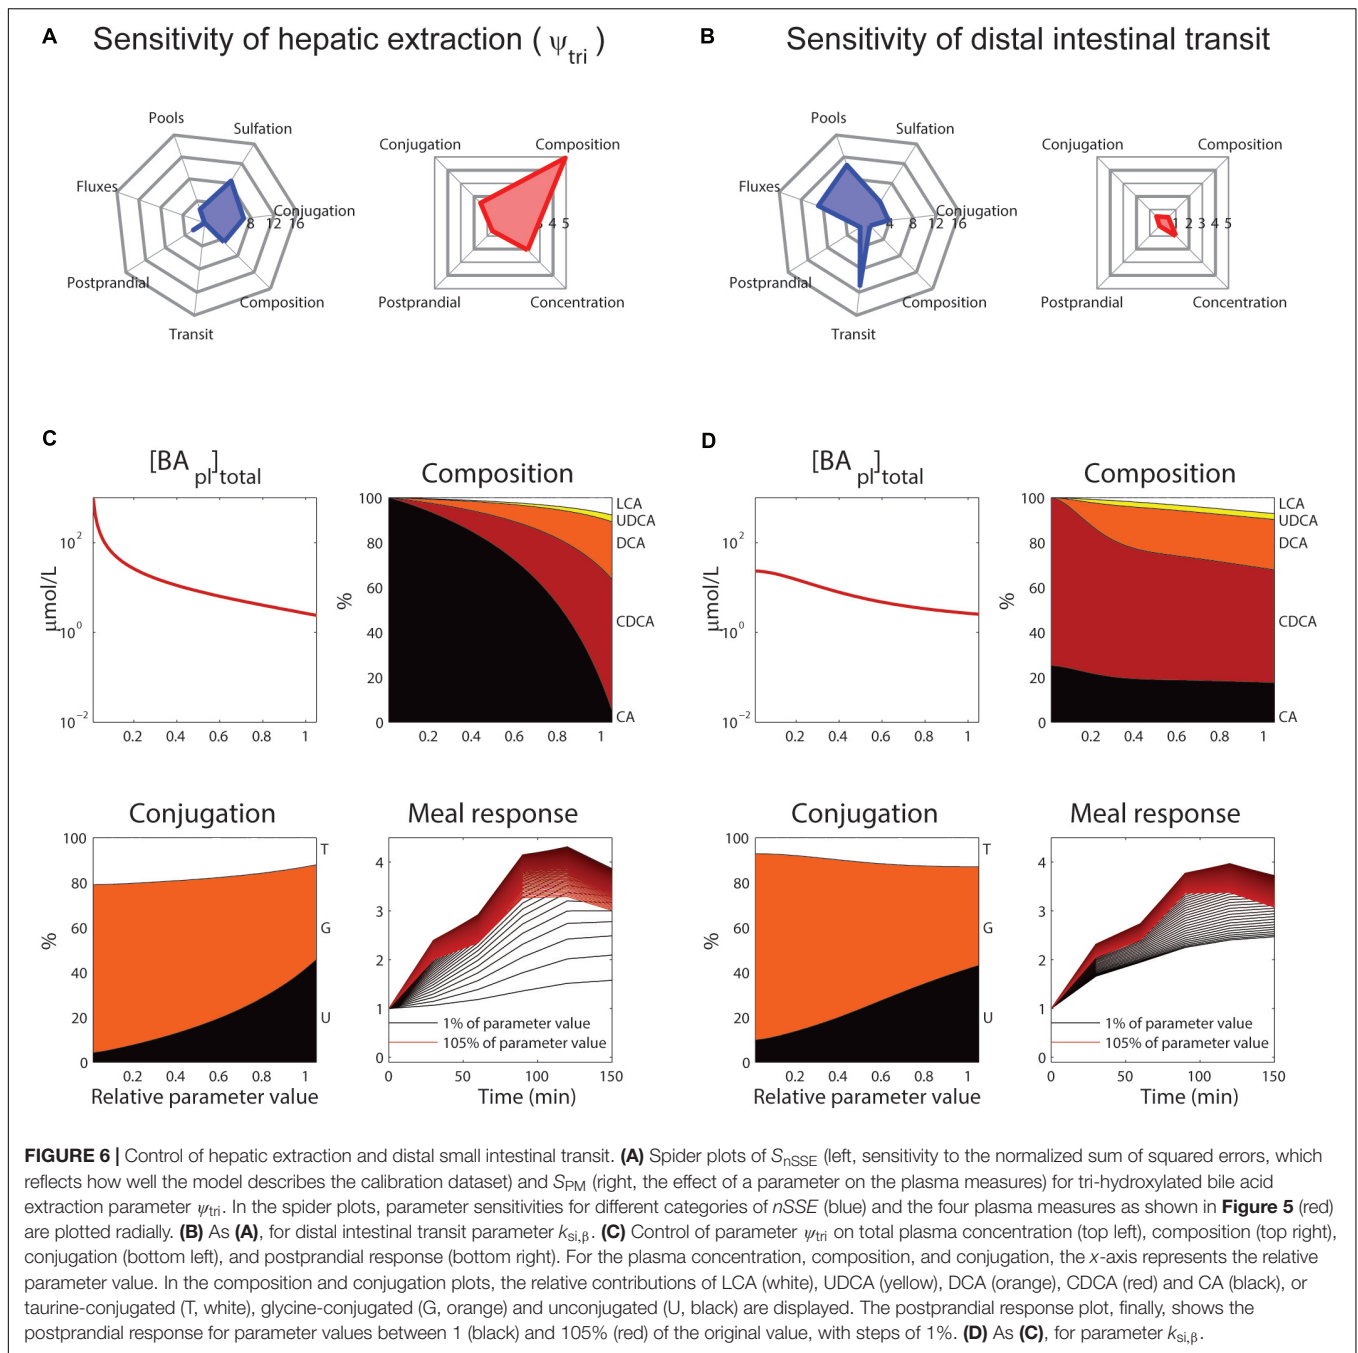 A Sensitivity of hepatic extraction ( ψtri )
B Sensitivity of distal intestinal transit
Pools
Sulfation
Fluxes
Conjugation
8 12 16
Postprandial
Composition
Transit
Conjugation
Composition
3 4 5
Postprandial
Concentration
Pools
Sulfation
Fluxes
Conjugation
4 8 12 16
Postprandial
Composition
Transit
Conjugation
Composition
1 2 3 4 5
Postprandial
Concentration
C
[BA pl]total
μmol/L
10²
10⁰
10⁻²
0.2 0.4 0.6 0.8 1
Composition
%
100
80
60
40
20
0
LCA
UDCA
DCA
CDCA
CA
0.2 0.4 0.6 0.8 1
D
[BA pl]total
μmol/L
10²
10⁰
10⁻²
0.2 0.4 0.6 0.8 1
Composition
%
100
80
60
40
20
0
LCA
UDCA
DCA
CDCA
CA
0.2 0.4 0.6 0.8 1
Conjugation
%
100
80
60
40
20
0
T
G
U
0.2 0.4 0.6 0.8 1
Relative parameter value
Meal response
4
3
2
1
0
1% of parameter value
105% of parameter value
0 50 100 150
Time (min)
Conjugation
%
100
80
60
40
20
0
T
G
U
0.2 0.4 0.6 0.8 1
Relative parameter value
Meal response
4
3
2
1
0
1% of parameter value
105% of parameter value
0 50 100 150
Time (min)
FIGURE 6 | Control of hepatic extraction and distal small intestinal transit. (A) Spider plots of SnSSE (left, sensitivity to the normalized sum of squared errors, which
reflects how well the model describes the calibration dataset) and SPM (right, the effect of a parameter on the plasma measures) for tri-hydroxylated bile acid
extraction parameter ψtri. In the spider plots, parameter sensitivities for different categories of nSSE (blue) and the four plasma measures as shown in Figure 5 (red)
are plotted radially. (B) As (A), for distal intestinal transit parameter ksi,β. (C) Control of parameter ψtri on total plasma concentration (top left), composition (top right),
conjugation (bottom left), and postprandial response (bottom right). For the plasma concentration, composition, and conjugation, the x-axis represents the relative
parameter value. In the composition and conjugation plots, the relative contributions of LCA (white), UDCA (yellow), DCA (orange), CDCA (red) and CA (black), or
taurine-conjugated (T, white), glycine-conjugated (G, orange) and unconjugated (U, black) are displayed. The postprandial response plot, finally, shows the
postprandial response for parameter values between 1 (black) and 105% (red) of the original value, with steps of 1%. (D) As (C), for parameter ksi,β.